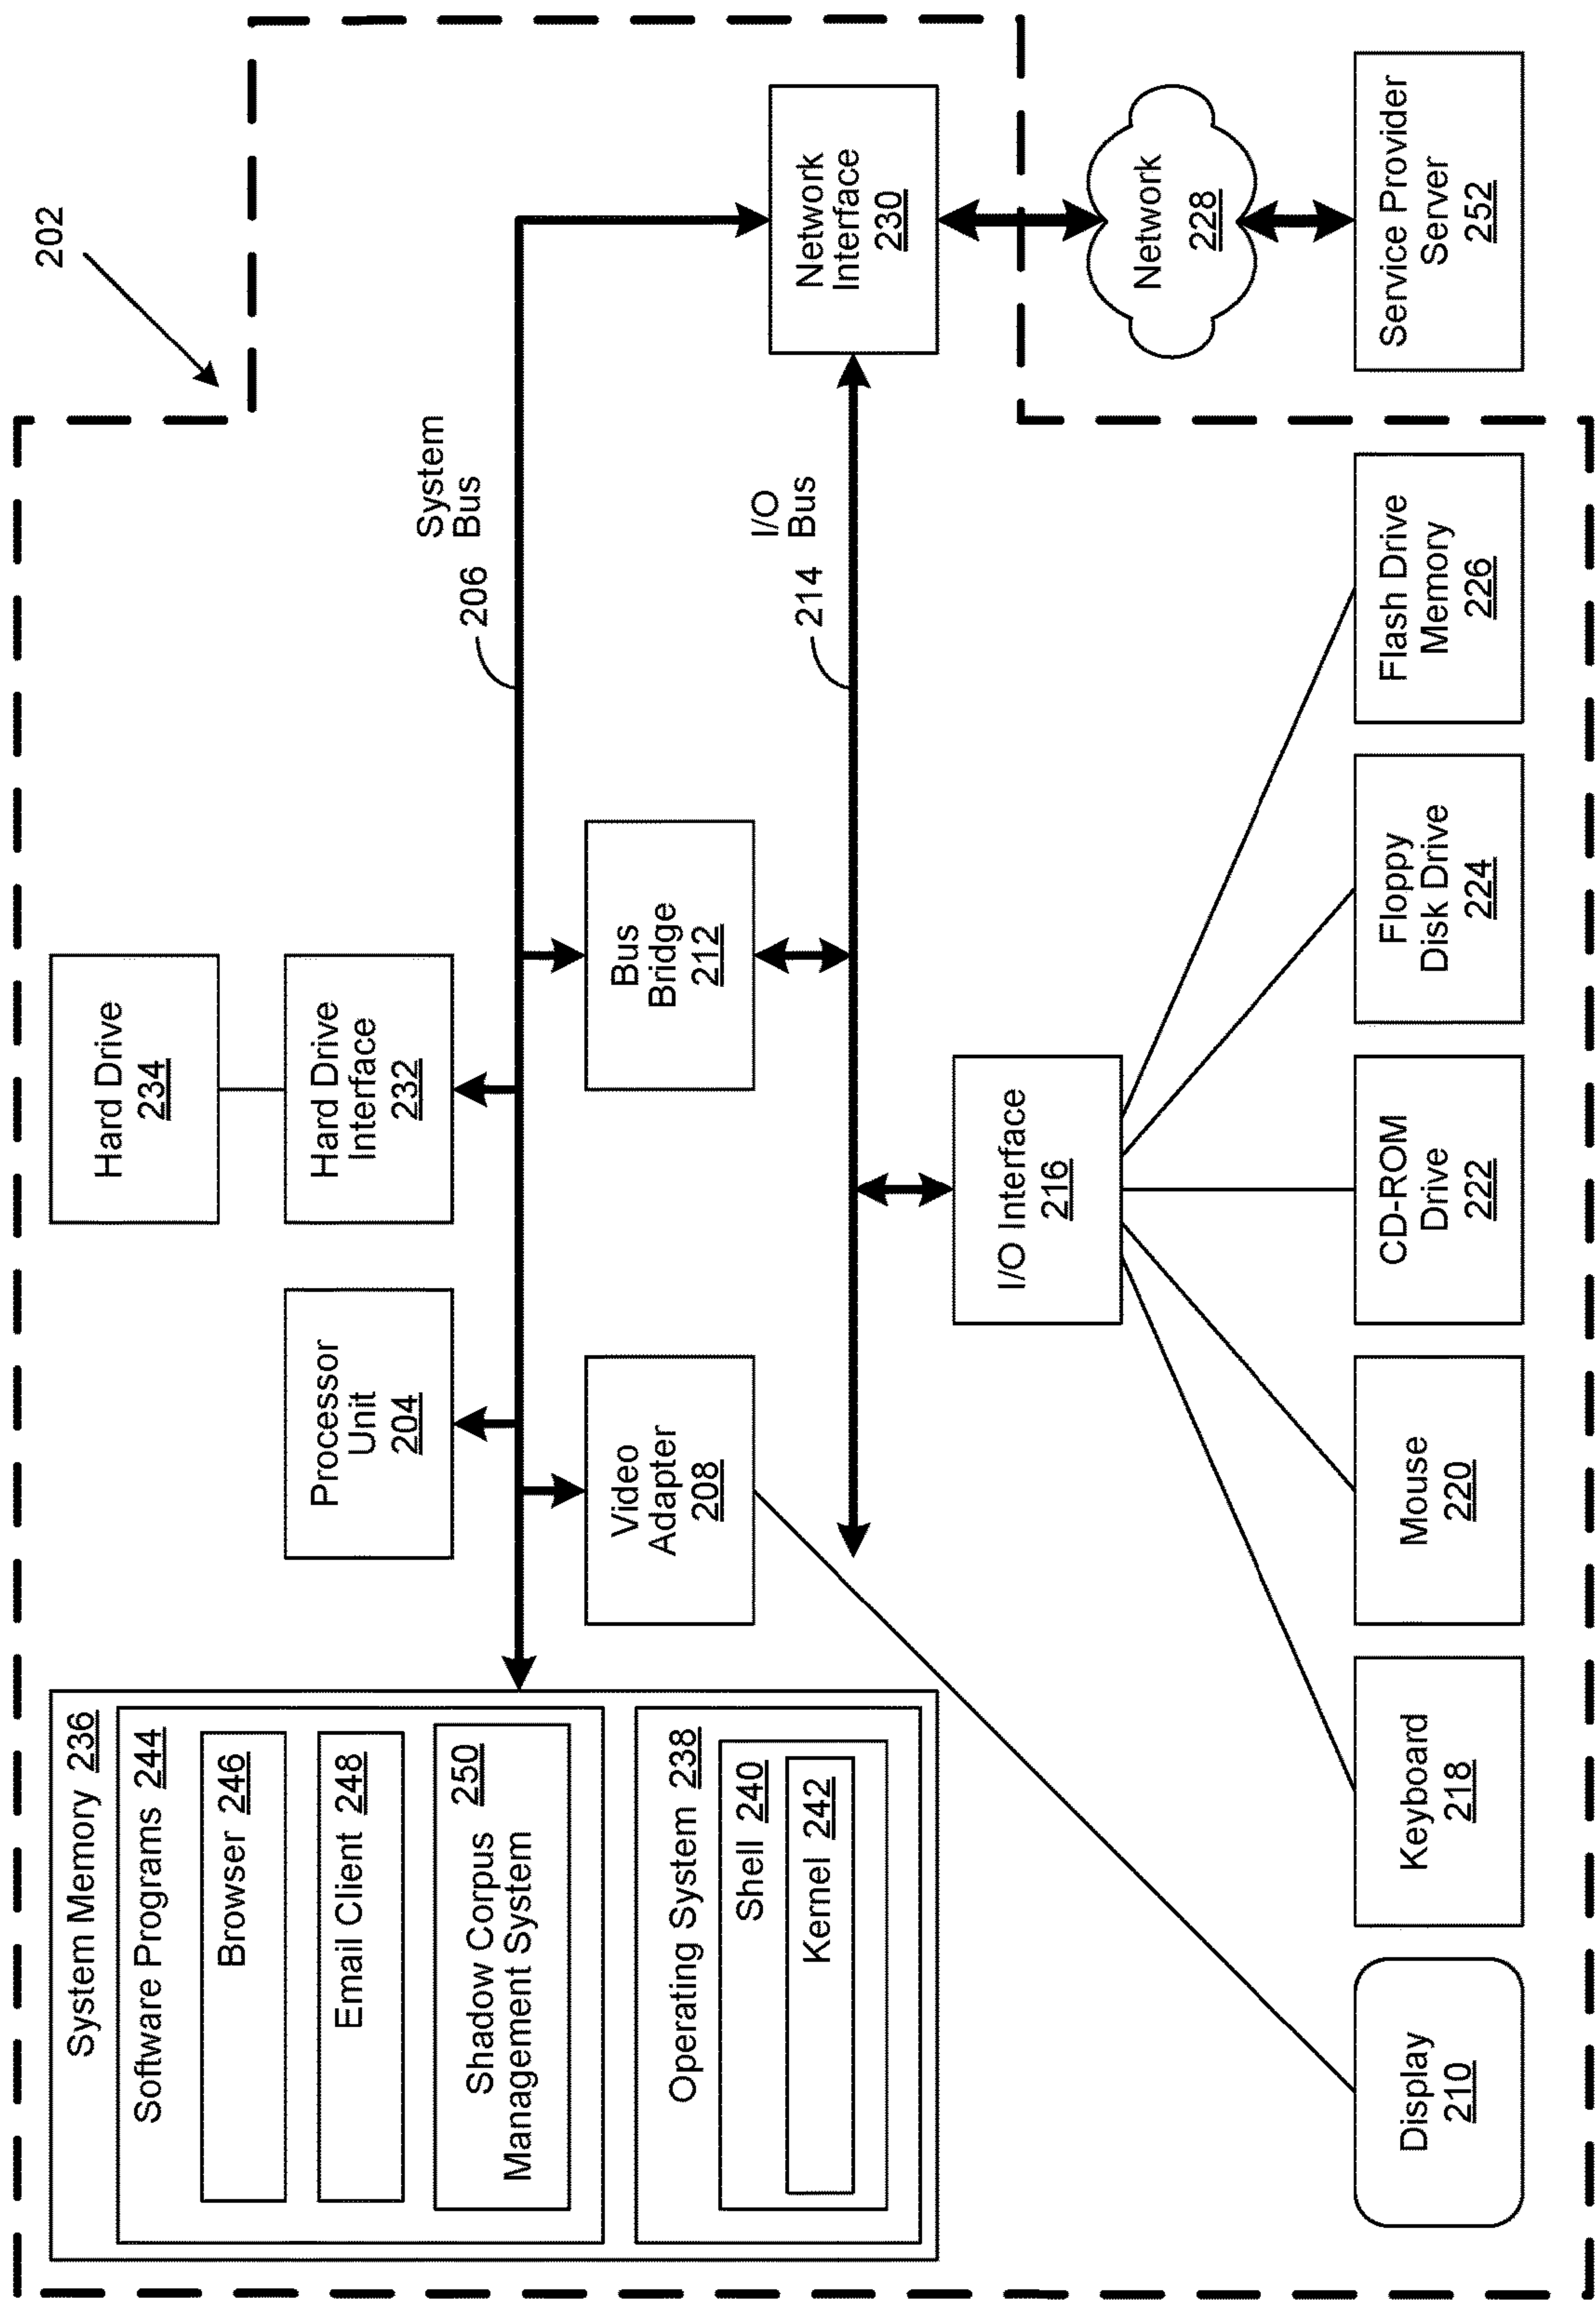 202
System Memory 236
Software Programs 244
Browser 246
Email Client 248
Shadow Corpus 250
Management System
Operating System 238
Shell 240
Kernel 242
Processor
Unit
204
Hard Drive
234
Hard Drive
Interface
232
System
Bus
206
Video
Adapter
208
Bus
Bridge
212
I/O
Bus
214
Network
Interface
230
I/O Interface
216
Network
228
Display
210
Keyboard
218
Mouse
220
CD-ROM
Drive
222
Floppy
Disk Drive
224
Flash Drive
Memory
226
Service Provider
Server
252